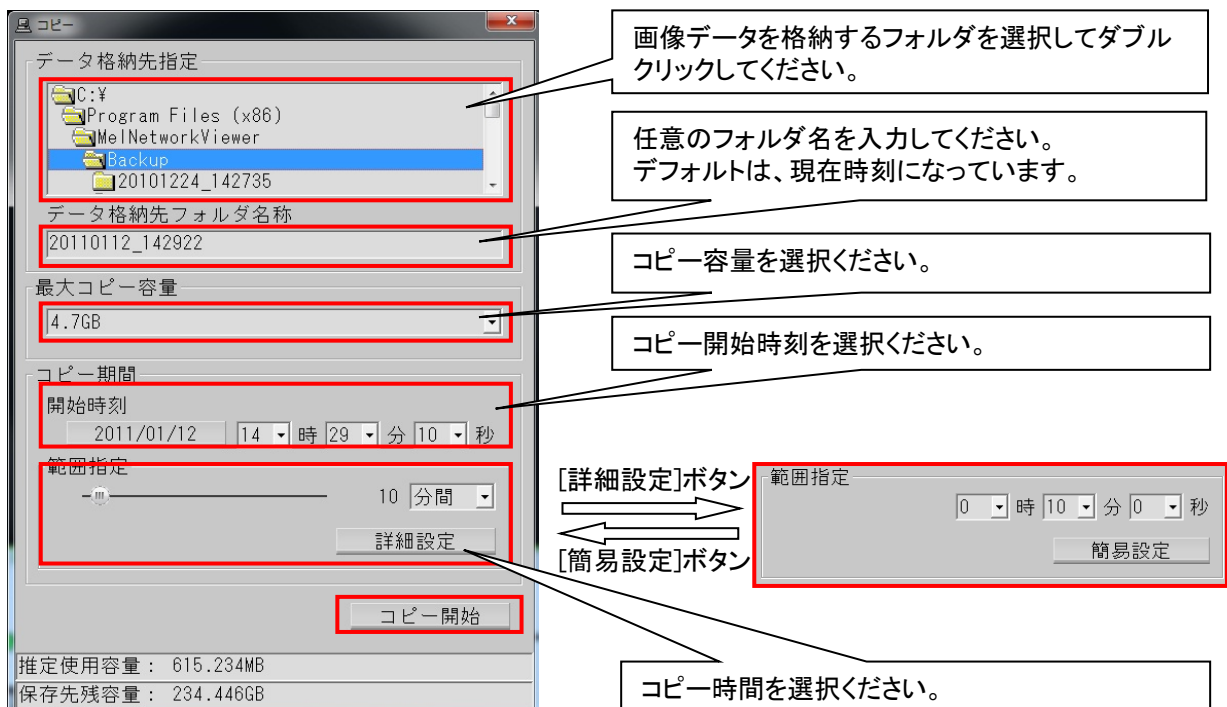 コピー
データ格納先指定
C:¥
Program Files (x86)
MelNetworkViewer
Backup
20101224_142735
データ格納先フォルダ名称
20110112_142922
最大コピー容量
4.7GB
コピー期間
開始時刻
2011/01/12 14 時 29 分 10 秒
範囲指定
10 分間
詳細設定
コピー開始
推定使用容量: 615.234MB
保存先残容量: 234.446GB
画像データを格納するフォルダを選択してダブル
クリックしてください。
任意のフォルダ名を入力してください。
デフォルトは、現在時刻になっています。
コピー容量を選択ください。
コピー開始時刻を選択ください。
[詳細設定]ボタン
[簡易設定]ボタン
範囲指定
0 時 10 分 0 秒
簡易設定
コピー時間を選択ください。